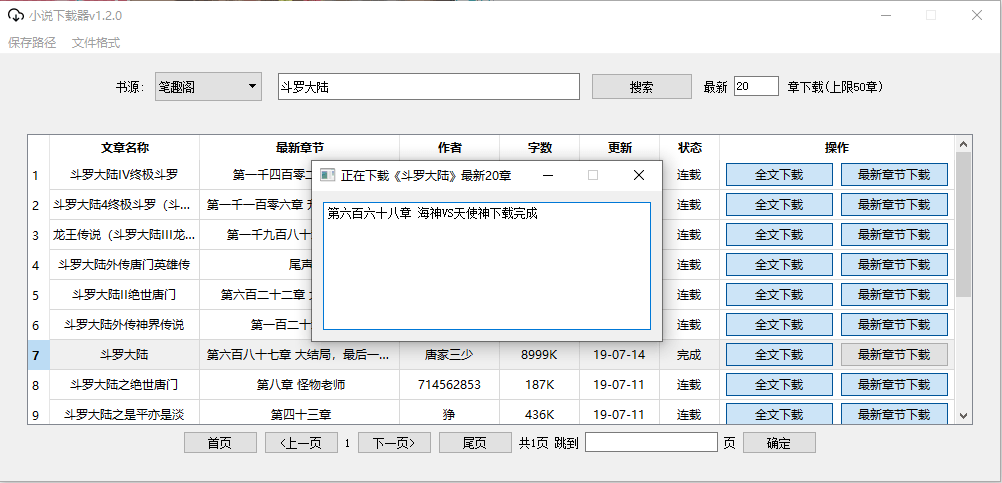 小说下载器v1.2.0
保存路径 文件格式
书源: 笔趣阁 斗罗大陆 搜索 最新 20 章下载(上限50章)
文章名称 最新章节 作者 字数 更新 状态 操作
1 斗罗大陆IV终极斗罗 第一千四百零二 连载 全文下载 最新章节下载
正在下载《斗罗大陆》最新20章
第六百六十八章 海神VS天使神下载完成
2 斗罗大陆4终极斗罗（斗... 第一千一百零六章 连载 全文下载 最新章节下载
3 龙王传说（斗罗大陆III龙... 第一千九百八十 连载 全文下载 最新章节下载
4 斗罗大陆外传唐门英雄传 尾声 连载 全文下载 最新章节下载
5 斗罗大陆II绝世唐门 第六百二十二章 连载 全文下载 最新章节下载
6 斗罗大陆外传神界传说 第一百二十 连载 全文下载 最新章节下载
7 斗罗大陆 第六百八十七章 大结局，最后一... 唐家三少 8999K 19-07-14 完成 全文下载 最新章节下载
8 斗罗大陆之绝世唐门 第八章 怪物老师 714562853 187K 19-07-11 连载 全文下载 最新章节下载
9 斗罗大陆之是平亦是淡 第四十三章 狰 436K 19-07-11 连载 全文下载 最新章节下载
首页 <上一页 1 下一页> 尾页 共1页 跳到 页 确定